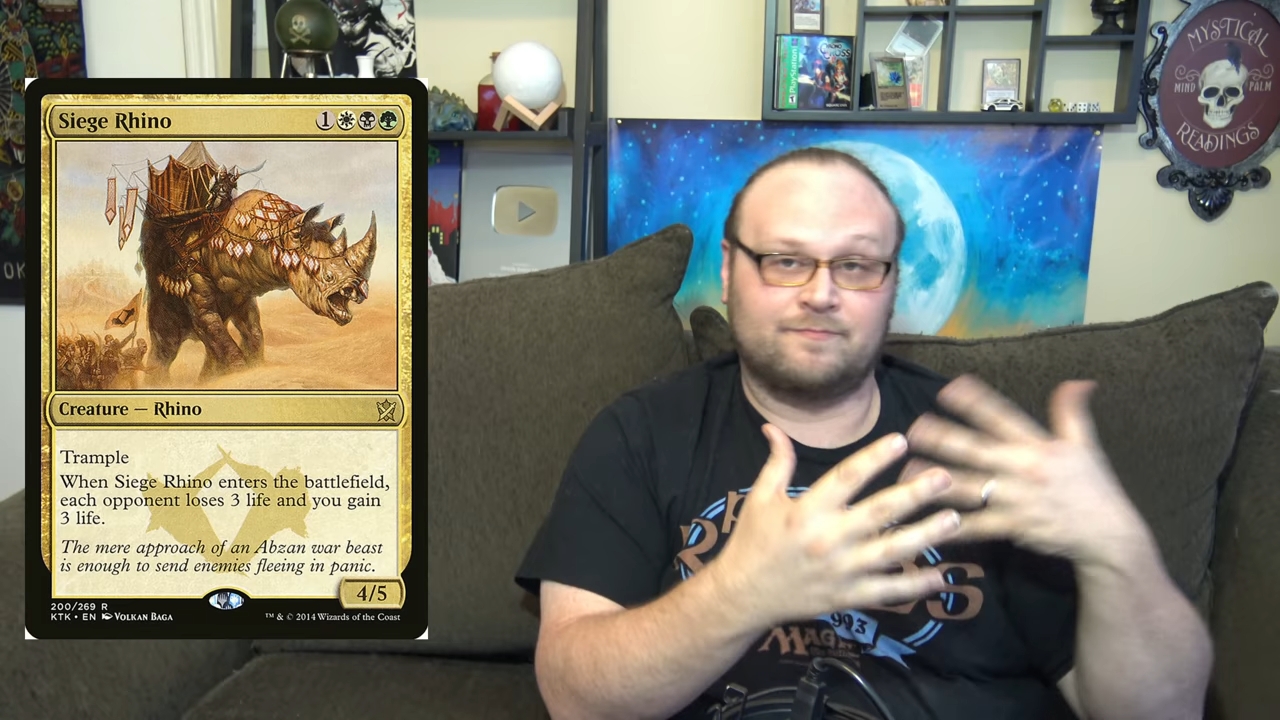 Siege Rhino
1
Creature — Rhino
Trample
When Siege Rhino enters the battlefield,
each opponent loses 3 life and you gain
3 life.
The mere approach of an Abzan war beast
is enough to send enemies fleeing in panic.
4/5
200/269 R
KTK • EN VOLKAN BAGA
™ & © 2014 Wizards of the Coast
PlayStation
CROSS
MYSTICAL
MIND PALM
READINGS
OK
1993
MAGIC